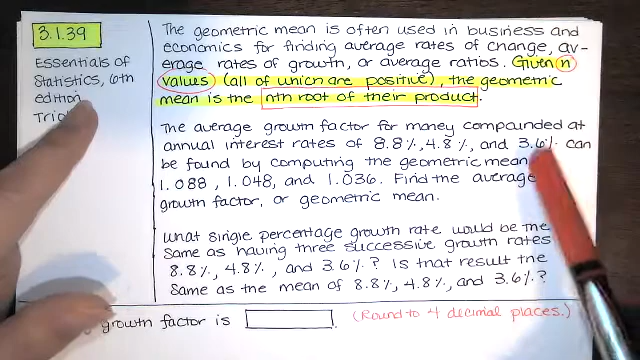 3.1.39
Essentials of
Statistics, 6th
edition
The geometric mean is often used in business and
economics for finding average rates of change, av-
erage rates of growth, or average ratios. Given n
values (all of which are positive), the geometric
mean is the nth root of their product.
The average growth factor for money compounded at
annual interest rates of 8.8%, 4.8%, and 3.6% can
be found by computing the geometric mean
1.088, 1.048, and 1.036. Find the average
growth factor, or geometric mean.
What single percentage growth rate would be the
same as having three successive growth rates
8.8%, 4.8%, and 3.6%? Is that result the
same as the mean of 8.8%, 4.8%, and 3.6%?
growth factor is
(Round to 4 decimal places.)